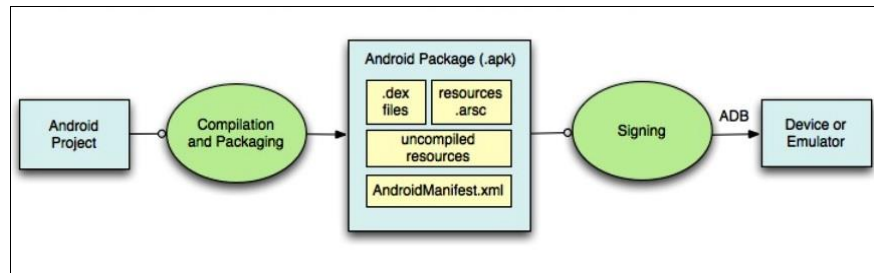 Android
Project
Compilation
and Packaging
Android Package (.apk)
.dex
files
resources
.arsc
uncompiled
resources
AndroidManifest.xml
Signing
ADB
Device or
Emulator